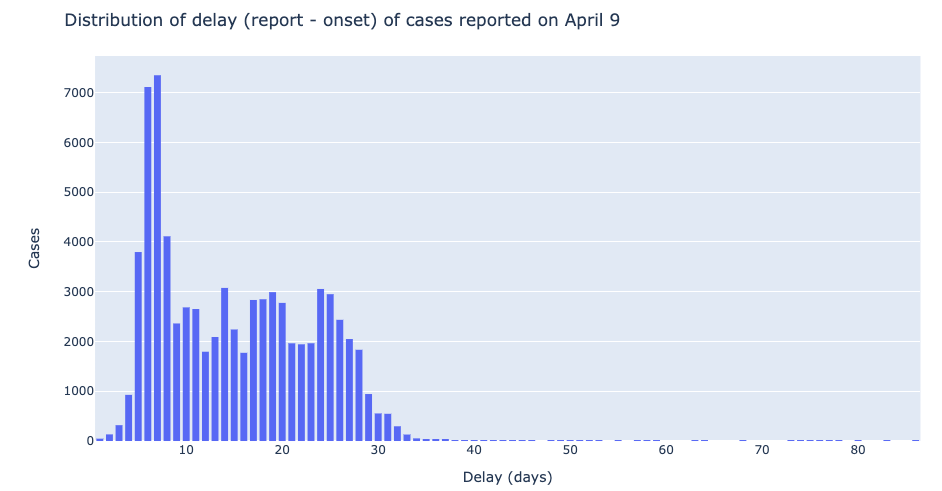 Distribution of delay (report - onset) of cases reported on April 9
7000
6000
5000
4000
3000
2000
1000
0
Cases
10 20 30 40 50 60 70 80
Delay (days)